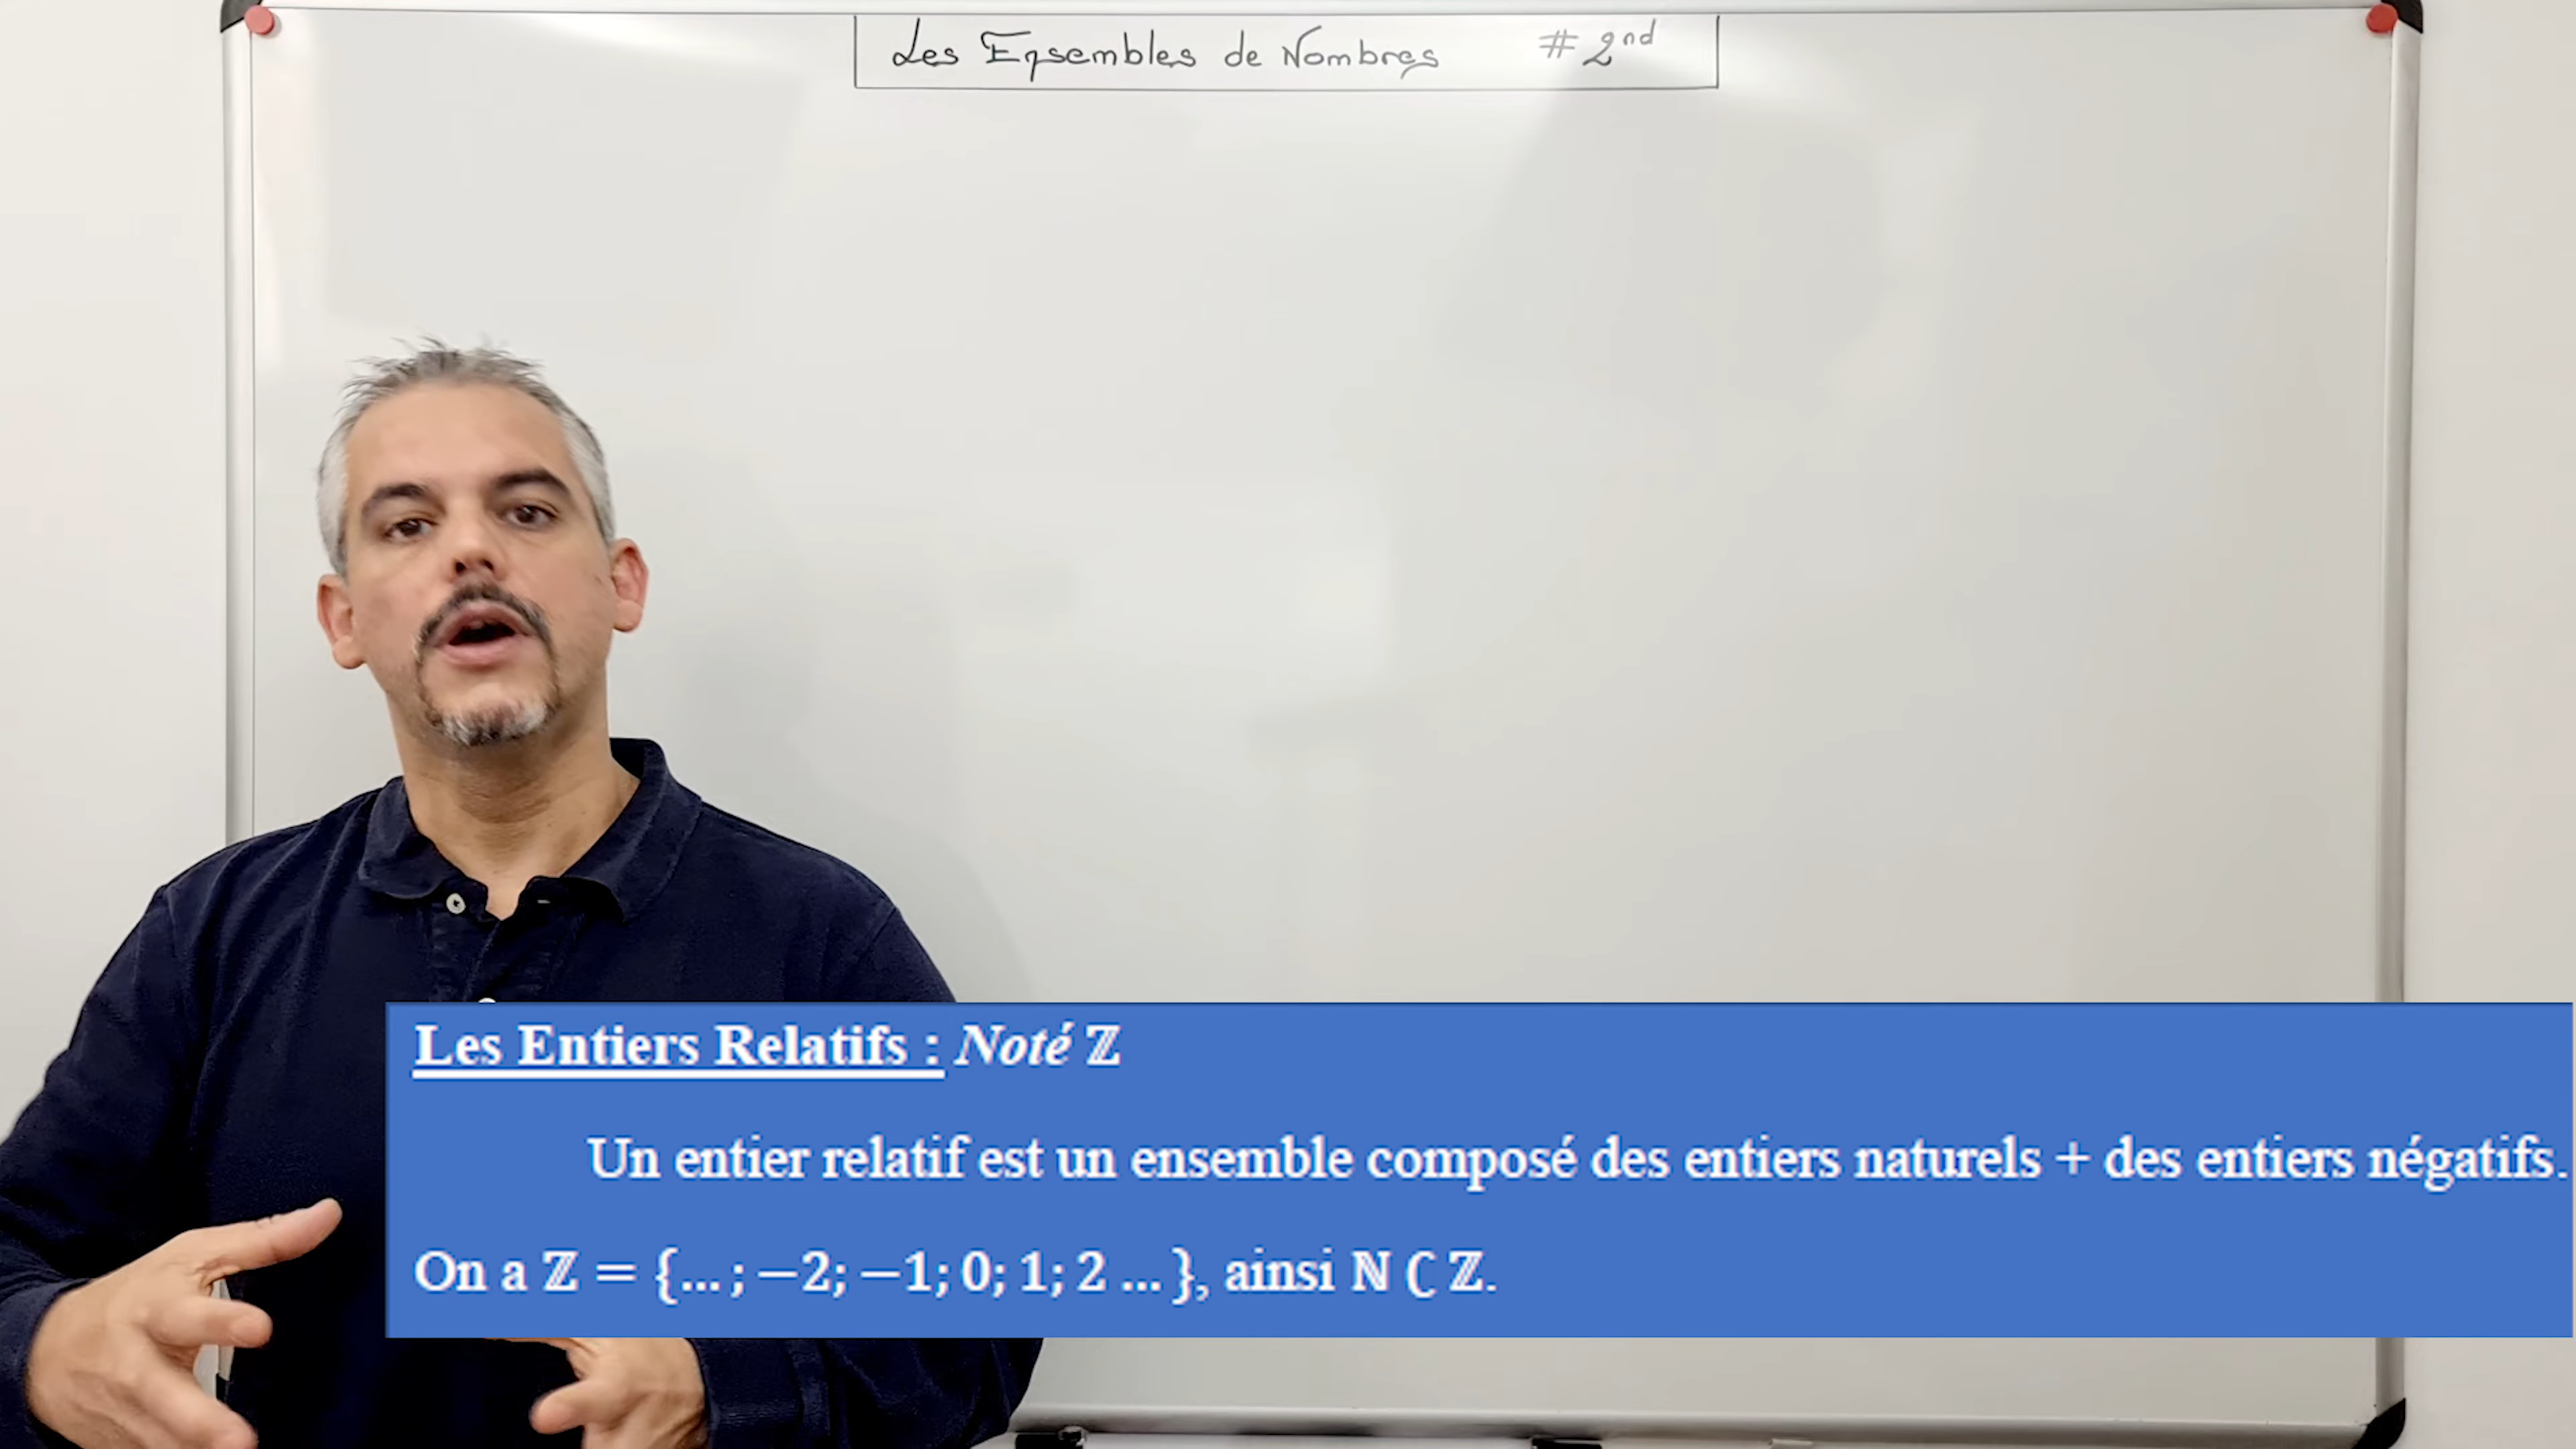 Les Ensembles de Nombres # 2nd
Les Entiers Relatifs : Noté ℤ
Un entier relatif est un ensemble composé des entiers naturels + des entiers négatifs.
On a ℤ = {… ; −2; −1; 0; 1; 2 … }, ainsi ℕ ⊂ ℤ.